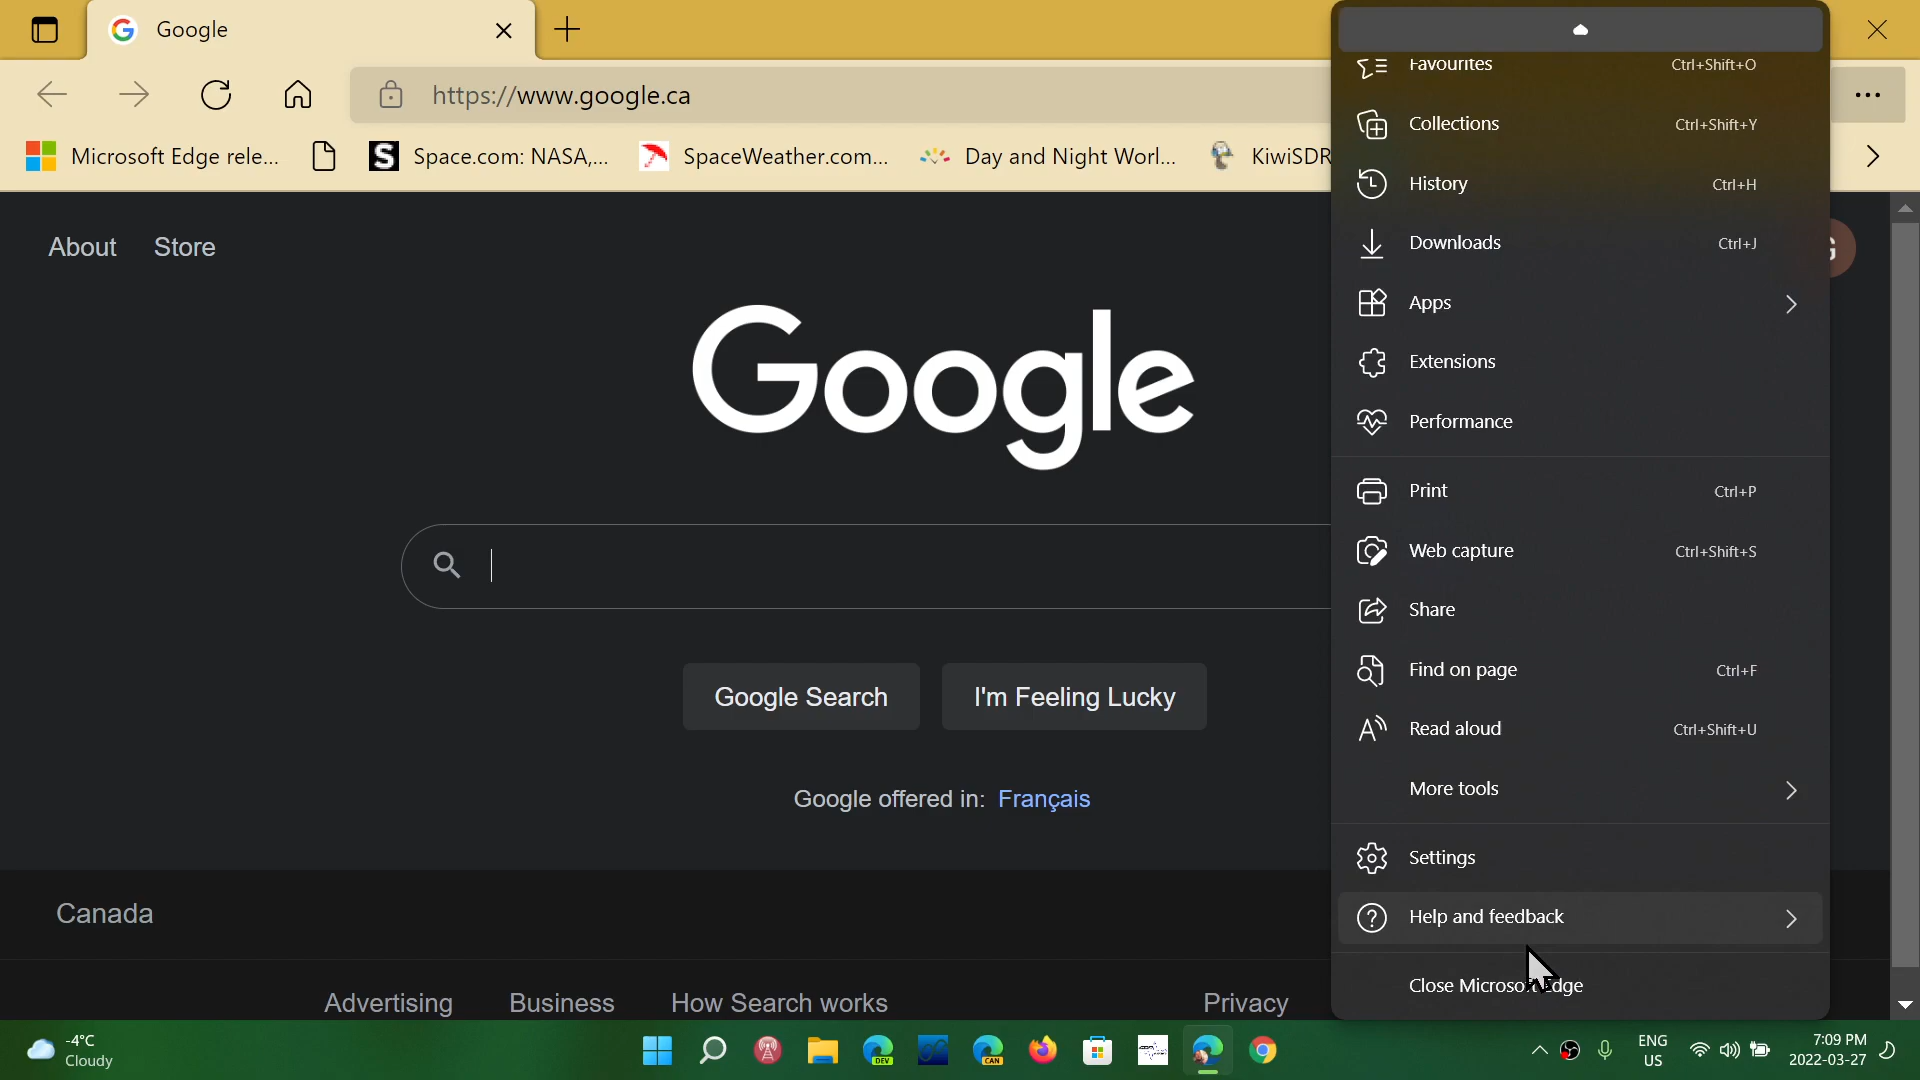 Google
https://www.google.ca
Microsoft Edge rele...
Space.com: NASA,...
SpaceWeather.com...
Day and Night Worl...
KiwiSDR
About
Store
G
Google
Google Search
I'm Feeling Lucky
Google offered in: Français
Canada
Advertising
Business
How Search works
Privacy
Favourites Ctrl+Shift+O
Collections Ctrl+Shift+Y
History Ctrl+H
Downloads Ctrl+J
Apps
Extensions
Performance
Print Ctrl+P
Web capture Ctrl+Shift+S
Share
Find on page Ctrl+F
Read aloud Ctrl+Shift+U
More tools
Settings
Help and feedback
Close Microsoft Edge
-4°C
Cloudy
DEV
CAN
ENG
US
7:09 PM
2022-03-27